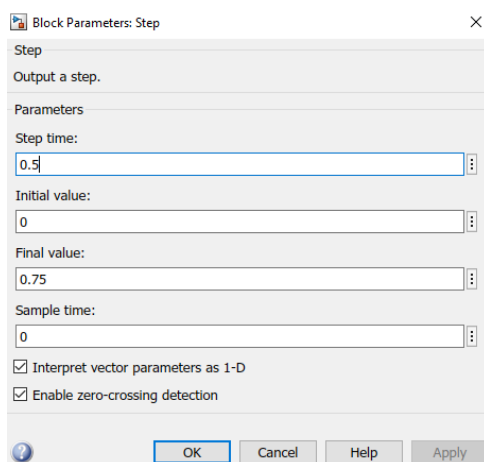 Block Parameters: Step
Step
Output a step.
Parameters
Step time:
0.5
Initial value:
0
Final value:
0.75
Sample time:
0
Interpret vector parameters as 1-D
Enable zero-crossing detection
OK Cancel Help Apply